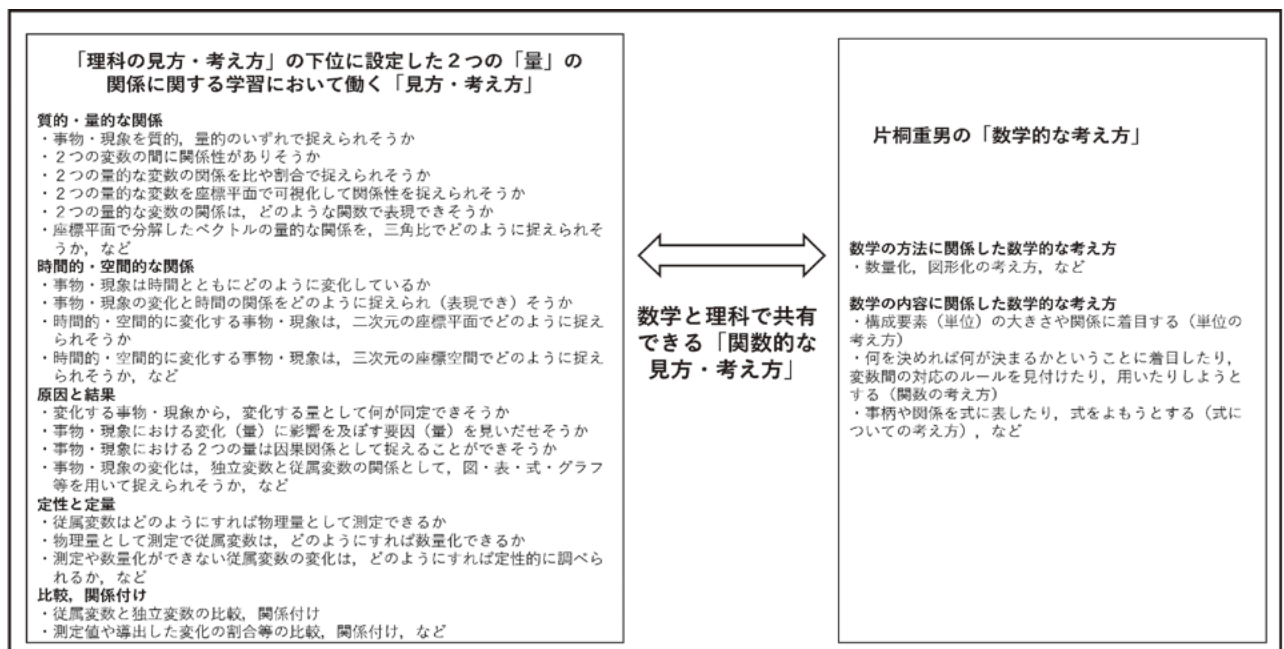 「理科の見方・考え方」の下位に設定した２つの「量」の
関係に関する学習において働く「見方・考え方」
質的・量的な関係
・事物・現象を質的，量的のいずれで捉えられそうか
・２つの変数の間に関係性がありそうか
・２つの量的な変数の関係を比や割合で捉えられそうか
・２つの量的な変数を座標平面で可視化して関係性を捉えられそうか
・２つの量的な変数の関係は，どのような関数で表現できそうか
・座標平面で分解したベクトルの量的な関係を，三角比でどのように捉えられそ
うか，など
時間的・空間的な関係
・事物・現象は時間とともにどのように変化しているか
・事物・現象の変化と時間の関係をどのように捉えられ（表現でき）そうか
・時間的・空間的に変化する事物・現象は，二次元の座標平面でどのように捉え
られそうか
・時間的・空間的に変化する事物・現象は，三次元の座標空間でどのように捉え
られそうか，など
原因と結果
・変化する事物・現象から，変化する量として何が同定できそうか
・事物・現象における変化（量）に影響を及ぼす要因（量）を見いだせそうか
・事物・現象における２つの量は因果関係として捉えることができそうか
・事物・現象の変化は，独立変数と従属変数の関係として，図・表・式・グラフ
等を用いて捉えられそうか，など
定性と定量
・従属変数はどのようにすれば物理量として測定できるか
・物理量として測定で従属変数は，どのようにすれば数量化できるか
・測定や数量化ができない従属変数の変化は，どのようにすれば定性的に調べら
れるか，など
比較，関係付け
・従属変数と独立変数の比較，関係付け
・測定値や導出した変化の割合等の比較，関係付け，など
数学と理科で共有
できる「関数的な
見方・考え方」
片桐重男の「数学的な考え方」
数学の方法に関係した数学的な考え方
・数量化，図形化の考え方，など
数学の内容に関係した数学的な考え方
・構成要素（単位）の大きさや関係に着目する（単位の
考え方）
・何を決めれば何が決まるかということに着目したり，
変数間の対応のルールを見付けたり，用いたりしようと
する（関数の考え方）
・事柄や関係を式に表したり，式をよもうとする（式に
ついての考え方），など